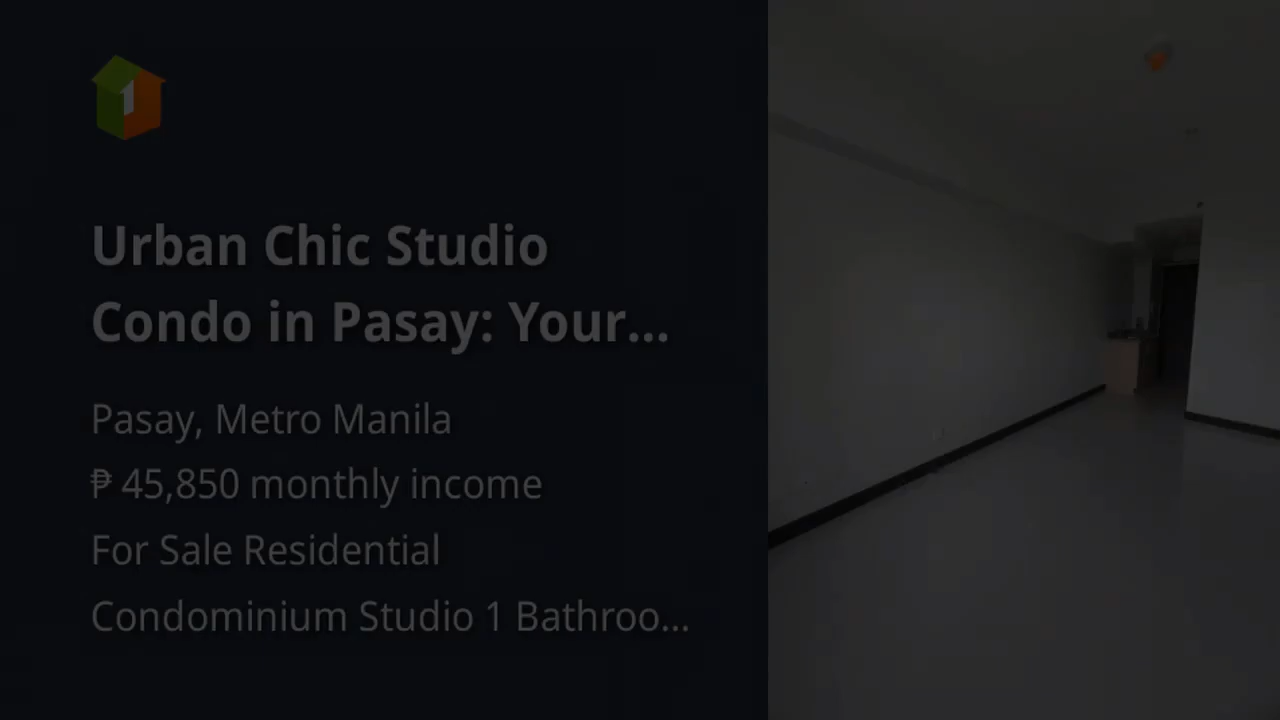 Urban Chic Studio
Condo in Pasay: Your...
Pasay, Metro Manila
₱ 45,850 monthly income
For Sale Residential
Condominium Studio 1 Bathroo...